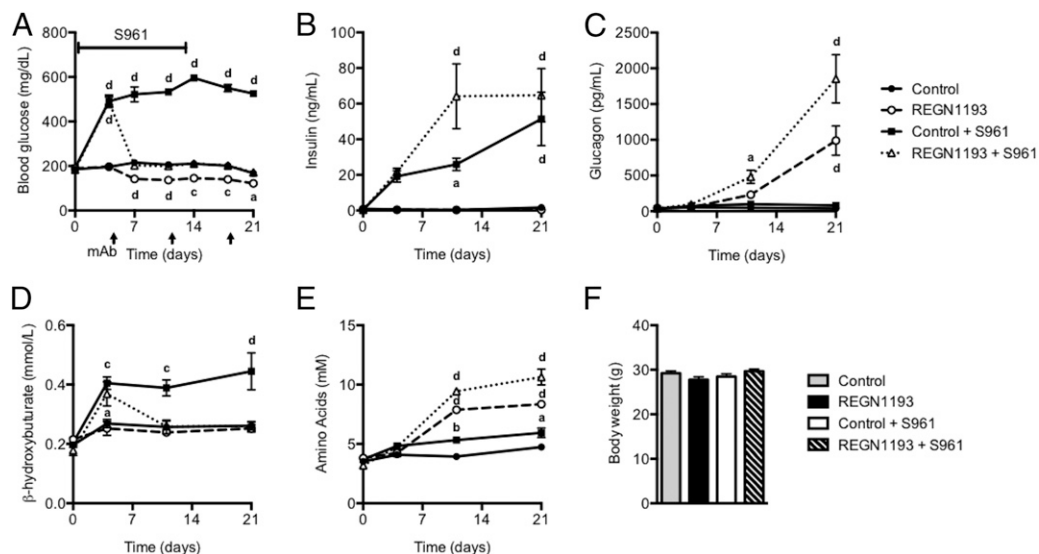 A
S961
Blood glucose (mg/dL)
800
600
400
200
0
d d d d d d
d
d d c c a
0 7 14 21
mAb Time (days)
B
Insulin (ng/mL)
100
80
60
40
20
0
d d
a d
0 7 14 21
Time (days)
C
Glucagon (pg/mL)
2500
2000
1500
1000
500
0
d
a
d
0 7 14 21
Time (days)
Control
REGN1193
Control + S961
REGN1193 + S961
D
β-hydroxybuturate (mmol/L)
0.6
0.4
0.2
0.0
c c d
a
0 7 14 21
Time (days)
E
Amino Acids (mM)
15
10
5
0
d d
d d
b a
0 7 14 21
Time (days)
F
Body weight (g)
40
30
20
10
0
Control
REGN1193
Control + S961
REGN1193 + S961